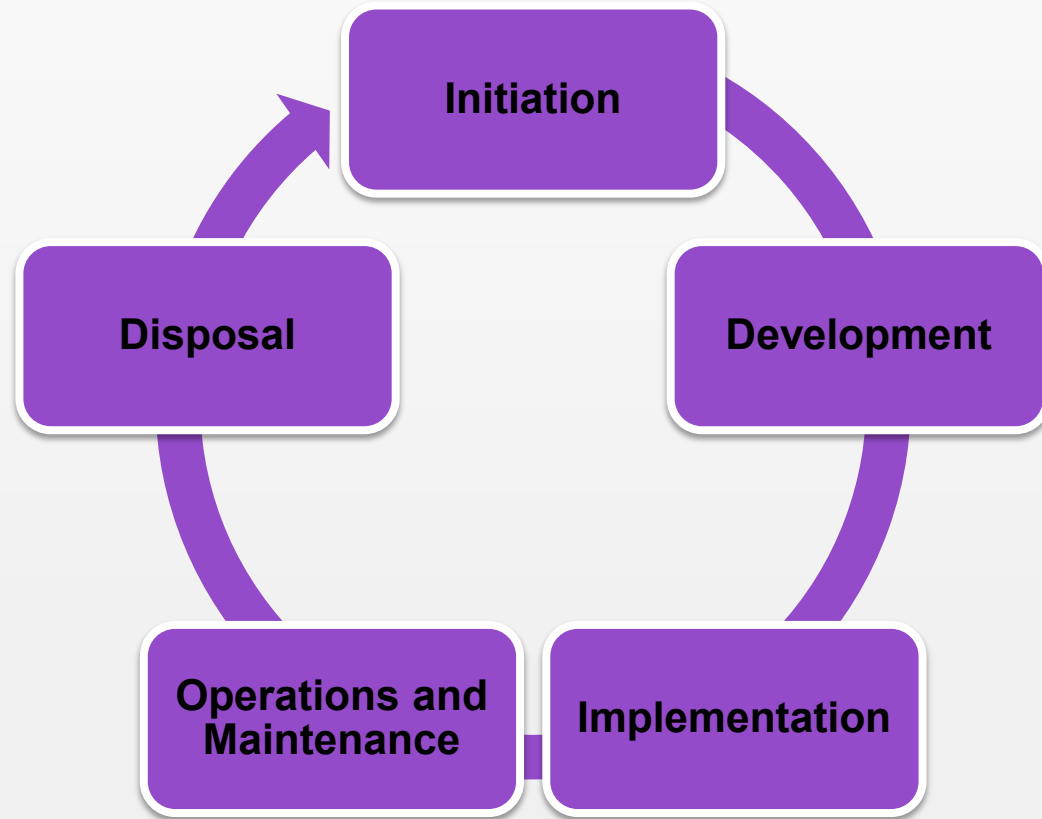 Initiation
Development
Implementation
Operations and
Maintenance
Disposal